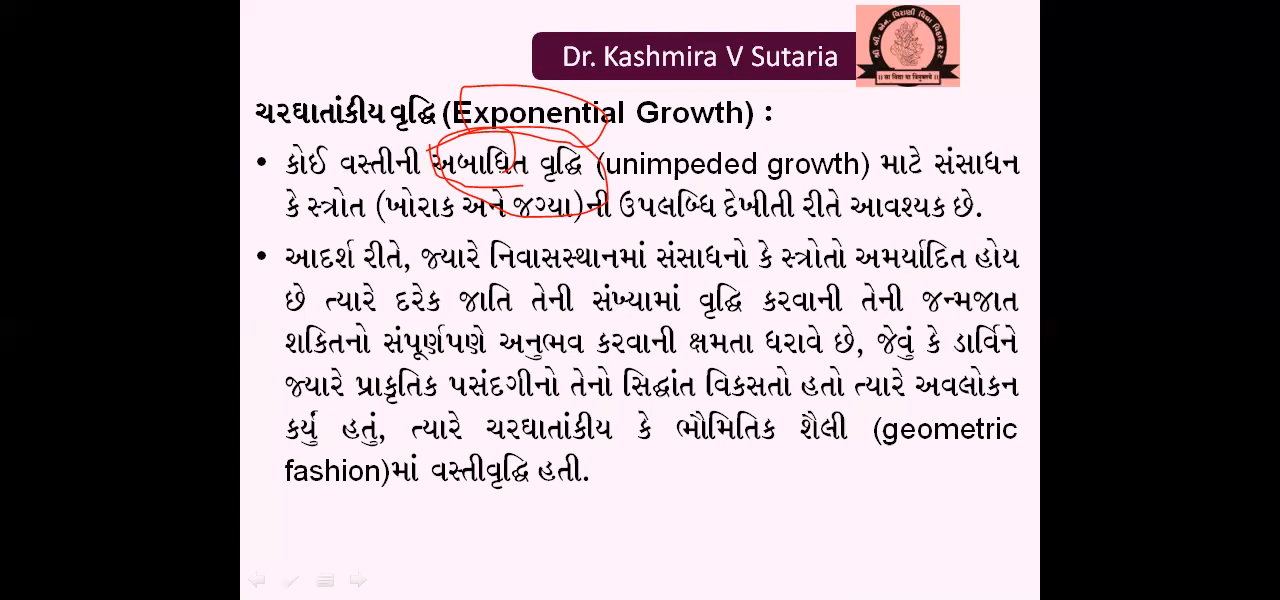 Dr. Kashmira V Sutaria
|| સા વિદ્યા યા વિમુક્તયે ||
ચરઘાતાંકીય વૃદ્ધિ (Exponential Growth) :
• કોઈ વસ્તીની અબાધિત વૃદ્ધિ (unimpeded growth) માટે સંસાધન
કે સ્ત્રોત (ખોરાક અને જગ્યા)ની ઉપલબ્ધિ દેખીતી રીતે આવશ્યક છે.
• આદર્શ રીતે, જ્યારે નિવાસસ્થાનમાં સંસાધનો કે સ્ત્રોતો અમર્યાદિત હોય
છે ત્યારે દરેક જાતિ તેની સંખ્યામાં વૃદ્ધિ કરવાની તેની જન્મજાત
શકિતનો સંપૂર્ણપણે અનુભવ કરવાની ક્ષમતા ધરાવે છે, જેવું કે ડાર્વિને
જ્યારે પ્રાકૃતિક પસંદગીનો તેનો સિદ્ધાંત વિકસતો હતો ત્યારે અવલોકન
કર્યું હતું, ત્યારે ચરઘાતાંકીય કે ભૌમિતિક શૈલી (geometric
fashion)માં વસ્તીવૃદ્ધિ હતી.